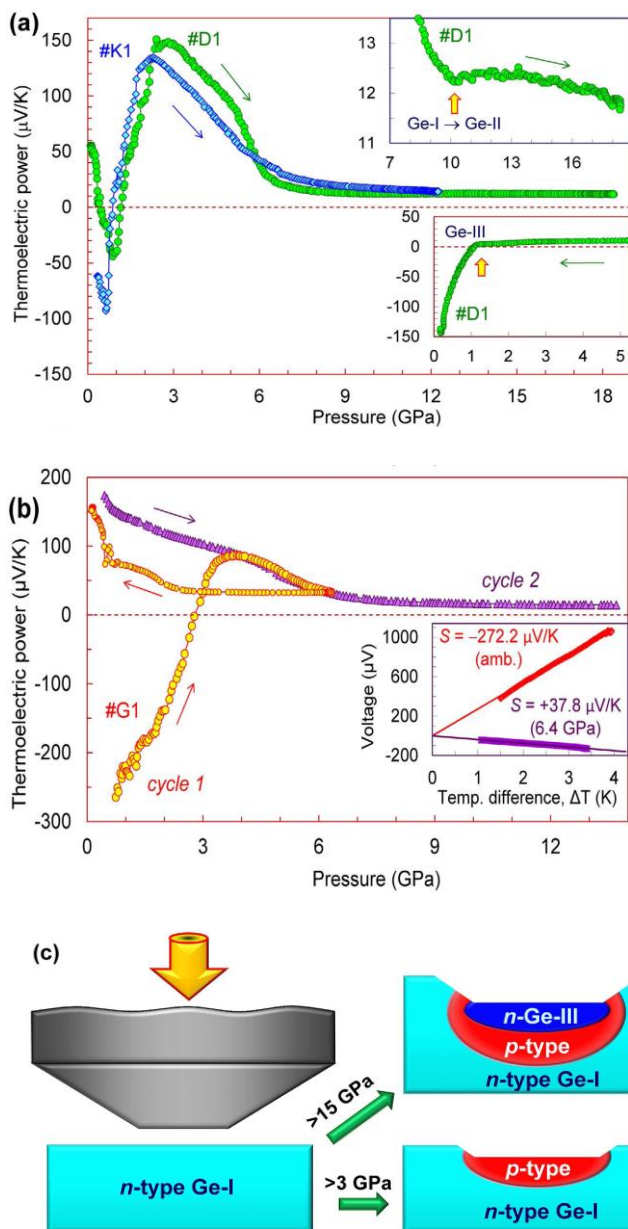 (a)
150
100
50
0
-50
-100
-150
Thermoelectric power (µV/K)
#K1
#D1
13
12
11
#D1
Ge-I → Ge-II
7 10 13 16
50
0
-50
-100
-150
Ge-III
#D1
0 1 2 3 4 5
0 3 6 9 12 15 18
Pressure (GPa)
(b)
200
100
0
-100
-200
-300
Thermoelectric power (µV/K)
cycle 2
#G1
cycle 1
1000
600
200
-200
Voltage (µV)
S = −272.2 µV/K
(amb.)
S = +37.8 µV/K
(6.4 GPa)
0 1 2 3 4
Temp. difference, ΔT (K)
0 3 6 9 12
Pressure (GPa)
(c)
n-type Ge-I
>15 GPa
n-Ge-III
p-type
n-type Ge-I
>3 GPa
p-type
n-type Ge-I